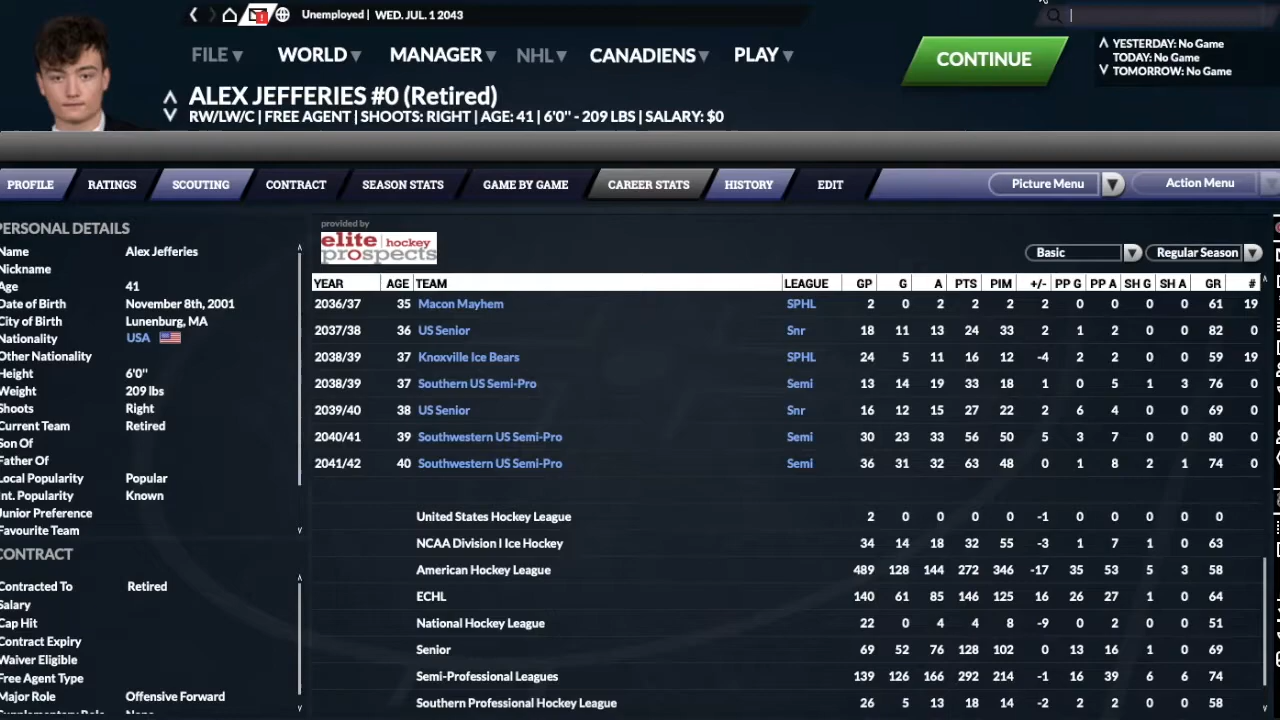 Unemployed | WED. JUL. 1 2043
FILE WORLD MANAGER NHL CANADIENS PLAY
CONTINUE
YESTERDAY: No Game
TODAY: No Game
TOMORROW: No Game
ALEX JEFFERIES #0 (Retired)
RW/LW/C | FREE AGENT | SHOOTS: RIGHT | AGE: 41 | 6'0" - 209 LBS | SALARY: $0
PROFILE RATINGS SCOUTING CONTRACT SEASON STATS GAME BY GAME CAREER STATS HISTORY EDIT Picture Menu Action Menu
PERSONAL DETAILS
Name Alex Jefferies
Nickname
Age 41
Date of Birth November 8th, 2001
City of Birth Lunenburg, MA
Nationality USA
Other Nationality
Height 6'0"
Weight 209 lbs
Shoots Right
Current Team Retired
Son Of
Father Of
Local Popularity Popular
Int. Popularity Known
Junior Preference
Favourite Team
CONTRACT
Contracted To Retired
Salary
Cap Hit
Contract Expiry
Waiver Eligible
Free Agent Type
Major Role Offensive Forward
provided by
elite hockey
prospects
Basic Regular Season
YEAR AGE TEAM LEAGUE GP G A PTS PIM +/- PP G PP A SH G SH A GR #
2036/37 35 Macon Mayhem SPHL 2 0 2 2 2 2 0 0 0 0 61 19
2037/38 36 US Senior Snr 18 11 13 24 33 2 1 2 0 0 82 0
2038/39 37 Knoxville Ice Bears SPHL 24 5 11 16 12 -4 2 2 0 0 59 19
2038/39 37 Southern US Semi-Pro Semi 13 14 19 33 18 1 0 5 1 3 76 0
2039/40 38 US Senior Snr 16 12 15 27 22 2 6 4 0 0 69 0
2040/41 39 Southwestern US Semi-Pro Semi 30 23 33 56 50 5 3 7 0 0 80 0
2041/42 40 Southwestern US Semi-Pro Semi 36 31 32 63 48 0 1 8 2 1 74 0
United States Hockey League 2 0 0 0 0 -1 0 0 0 0 0
NCAA Division I Ice Hockey 34 14 18 32 55 -3 1 7 1 0 63
American Hockey League 489 128 144 272 346 -17 35 53 5 3 58
ECHL 140 61 85 146 125 16 26 27 1 0 64
National Hockey League 22 0 4 4 8 -9 0 2 0 0 51
Senior 69 52 76 128 102 0 13 16 1 0 69
Semi-Professional Leagues 139 126 166 292 214 -1 16 39 6 6 74
Southern Professional Hockey League 26 5 13 18 14 -2 2 2 0 0 58